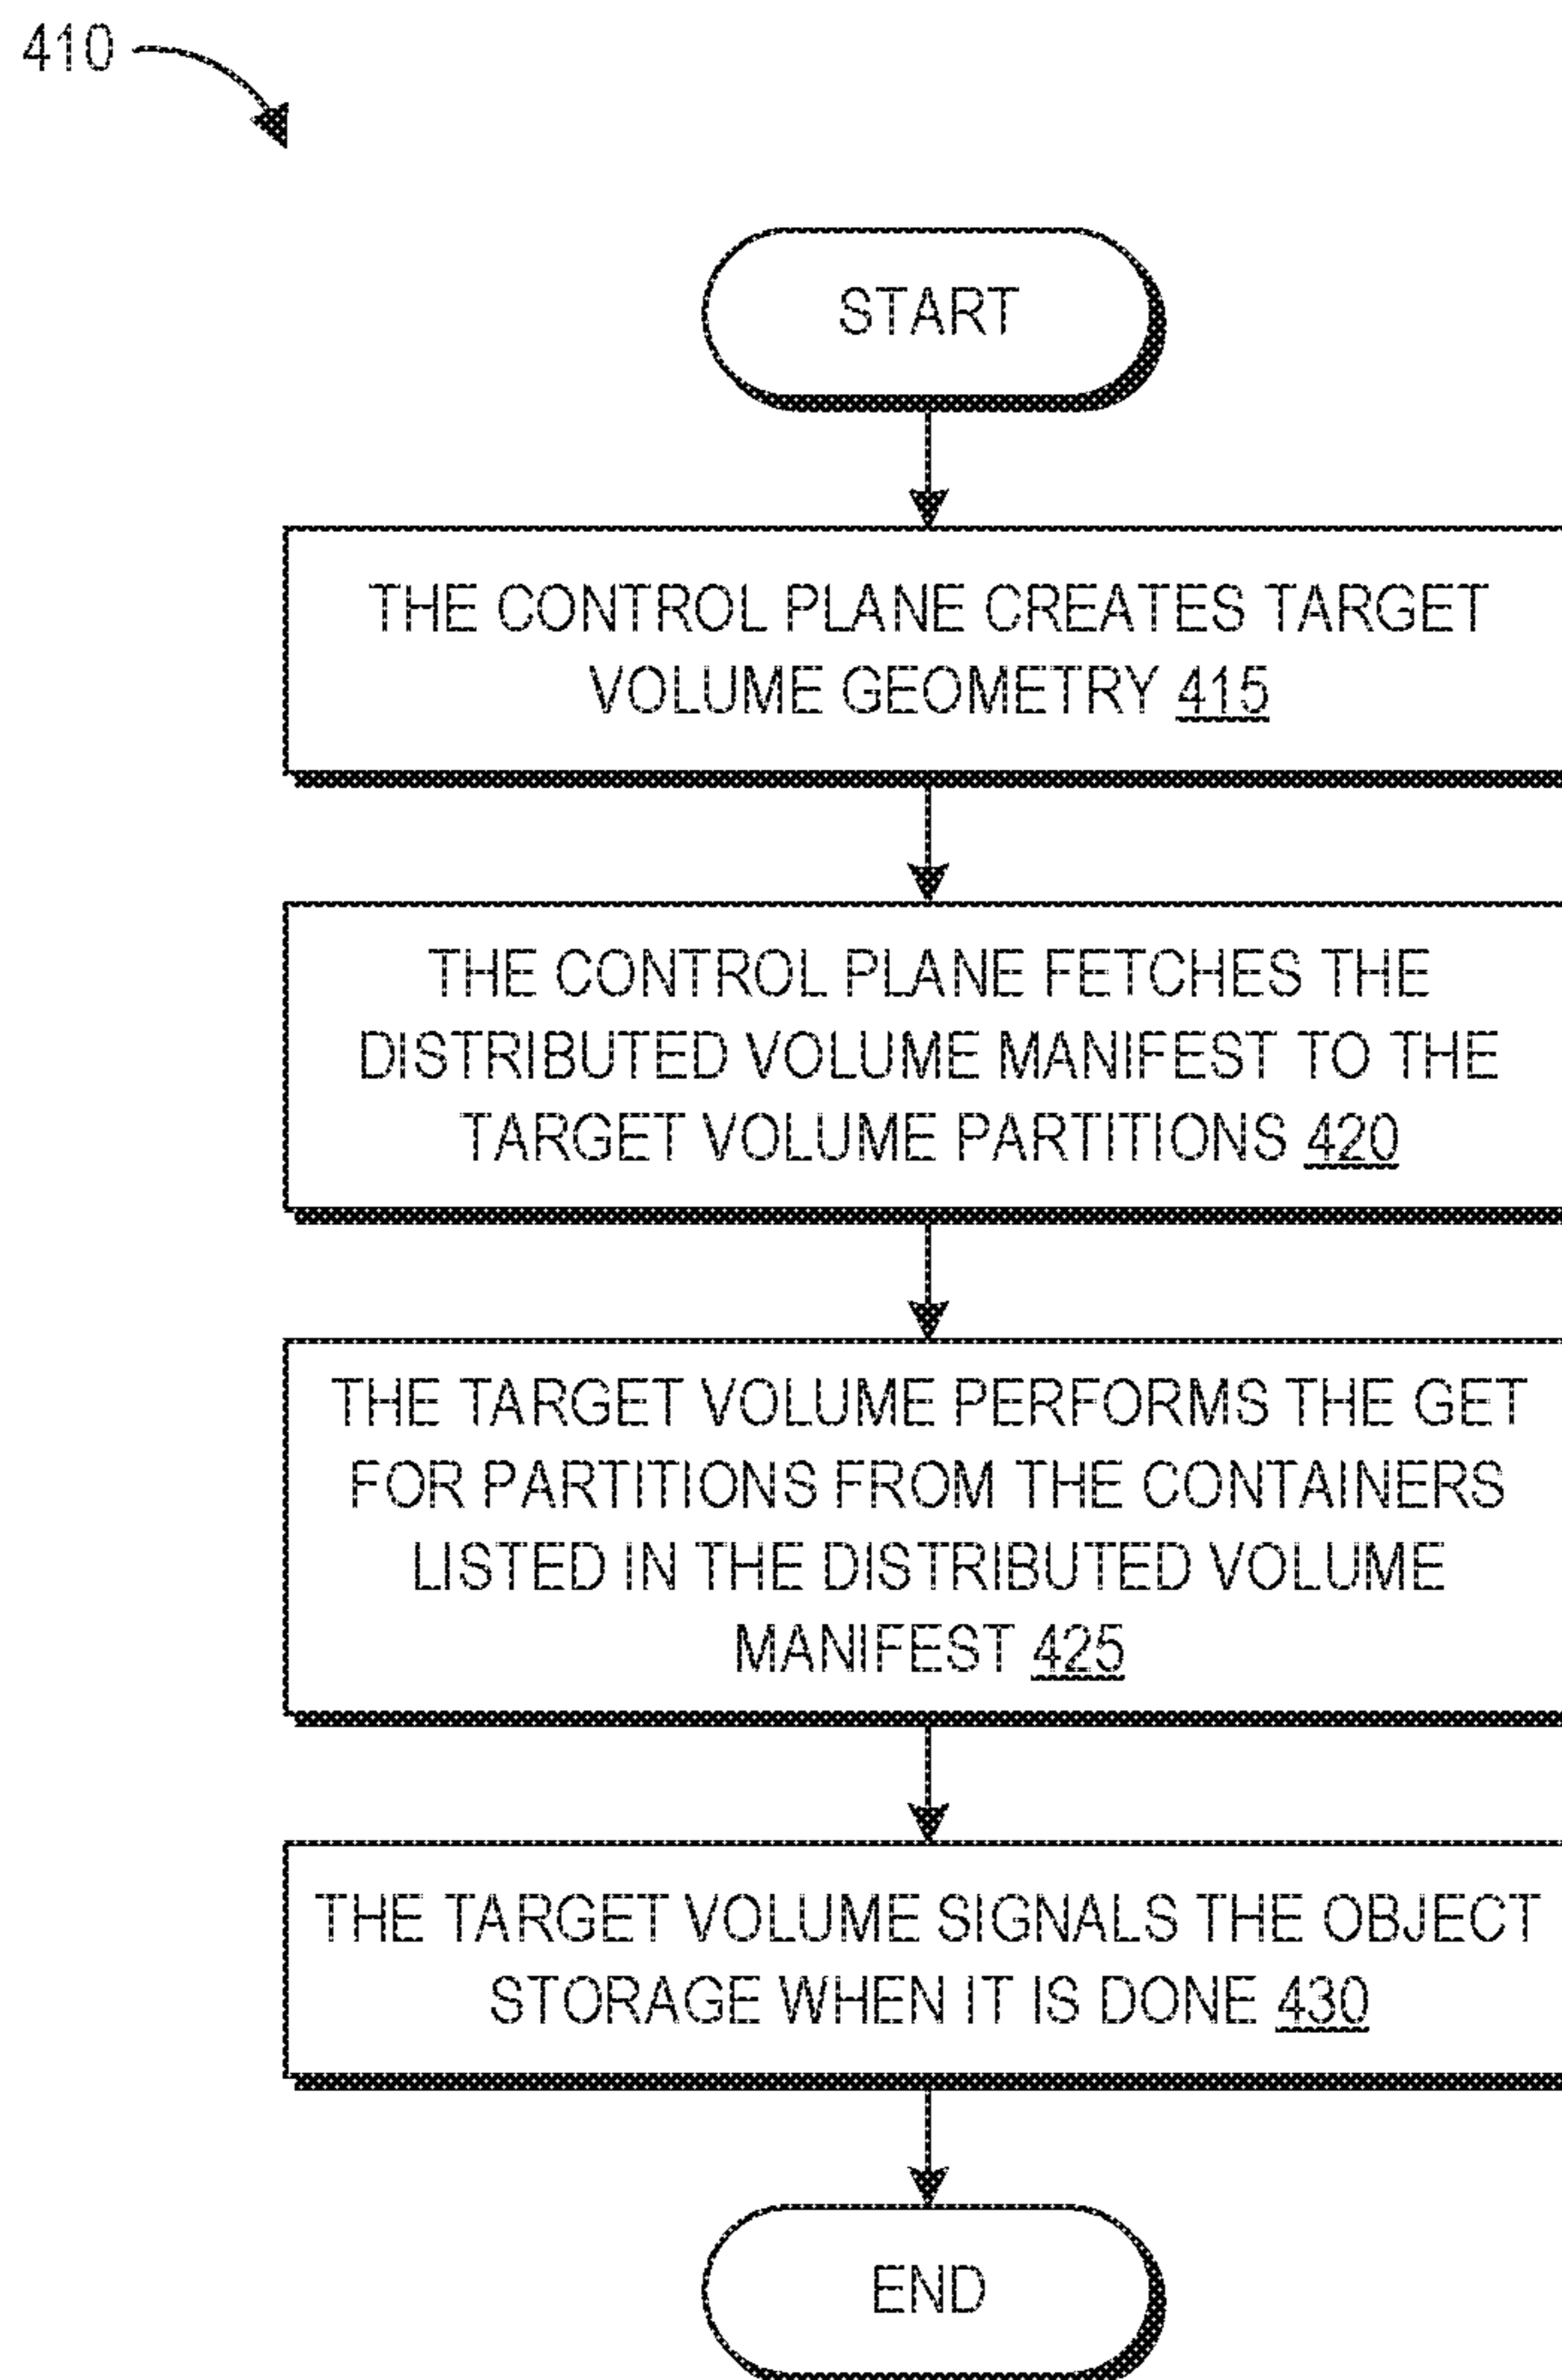 410
START
THE CONTROL PLANE CREATES TARGET
VOLUME GEOMETRY 415
THE CONTROL PLANE FETCHES THE
DISTRIBUTED VOLUME MANIFEST TO THE
TARGET VOLUME PARTITIONS 420
THE TARGET VOLUME PERFORMS THE GET
FOR PARTITIONS FROM THE CONTAINERS
LISTED IN THE DISTRIBUTED VOLUME
MANIFEST 425
THE TARGET VOLUME SIGNALS THE OBJECT
STORAGE WHEN IT IS DONE 430
END